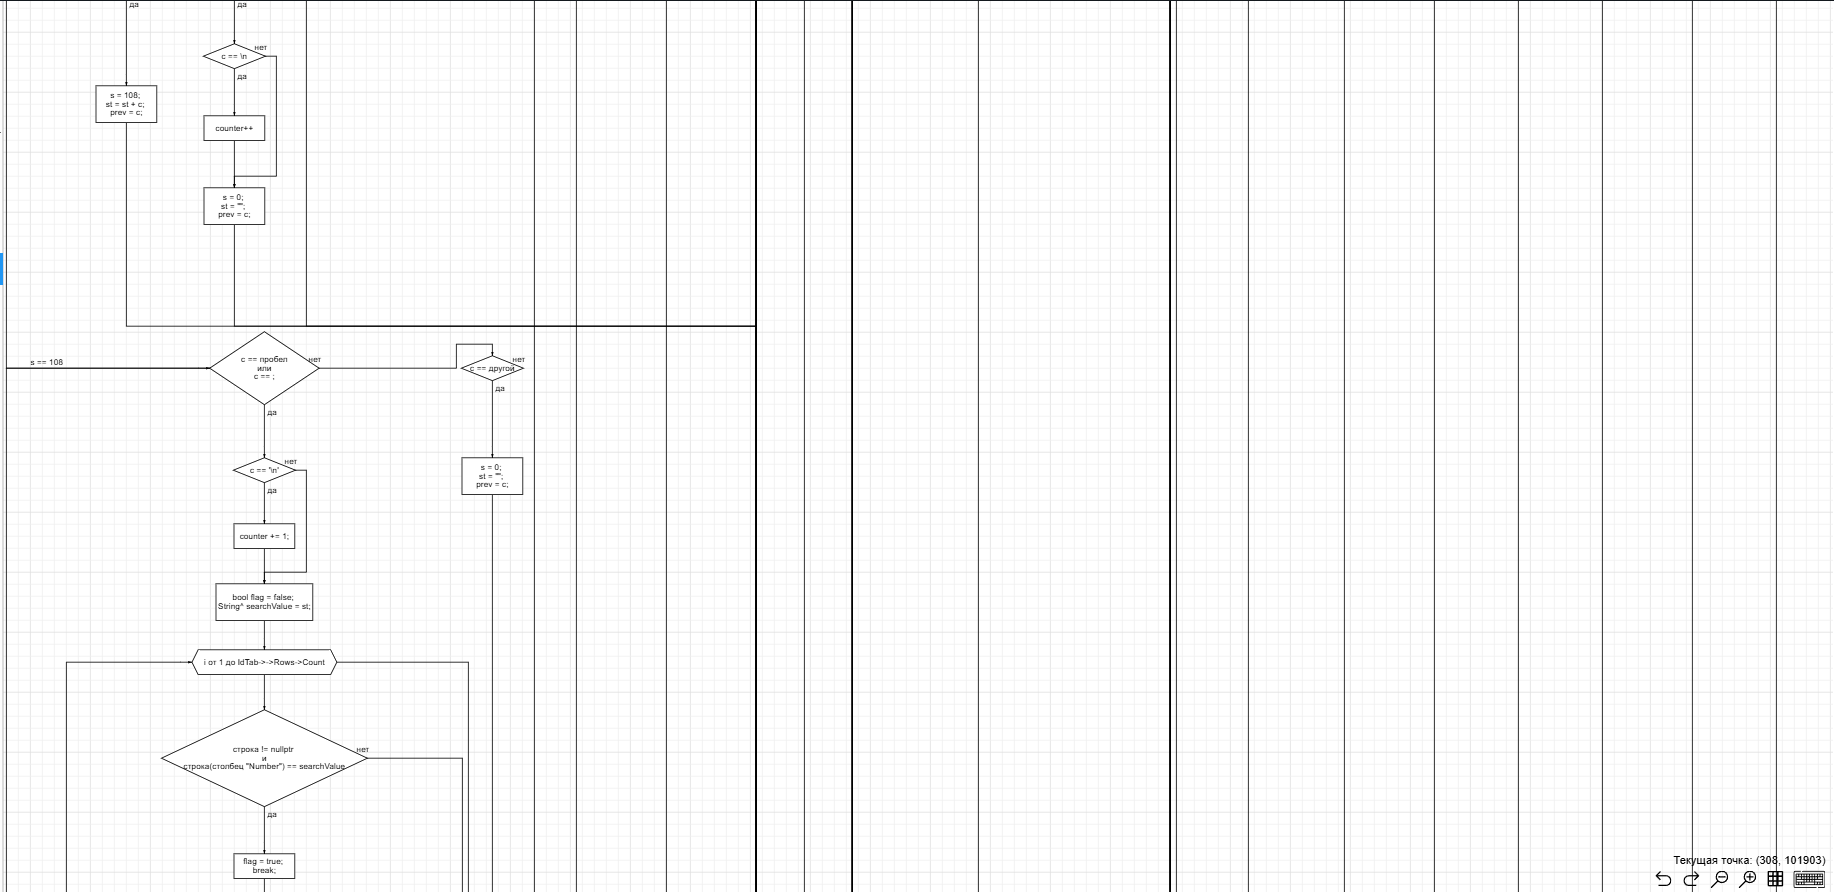 да
да
c == \n
нет
да
s = 108;
st = st + c;
prev = c;
counter++
s = 0;
st = "";
prev = c;
s == 108
c == пробел
или
c == ;
нет
да
c == другой
нет
да
c == '\n'
нет
да
s = 0;
st = "";
prev = c;
counter += 1;
bool flag = false;
String^ searchValue = st;
i от 1 до IdTab->->Rows->Count
строка != nullptr
и
строка(столбец "Number") == searchValue
нет
да
flag = true;
break;
Текущая точка: (308, 101903)